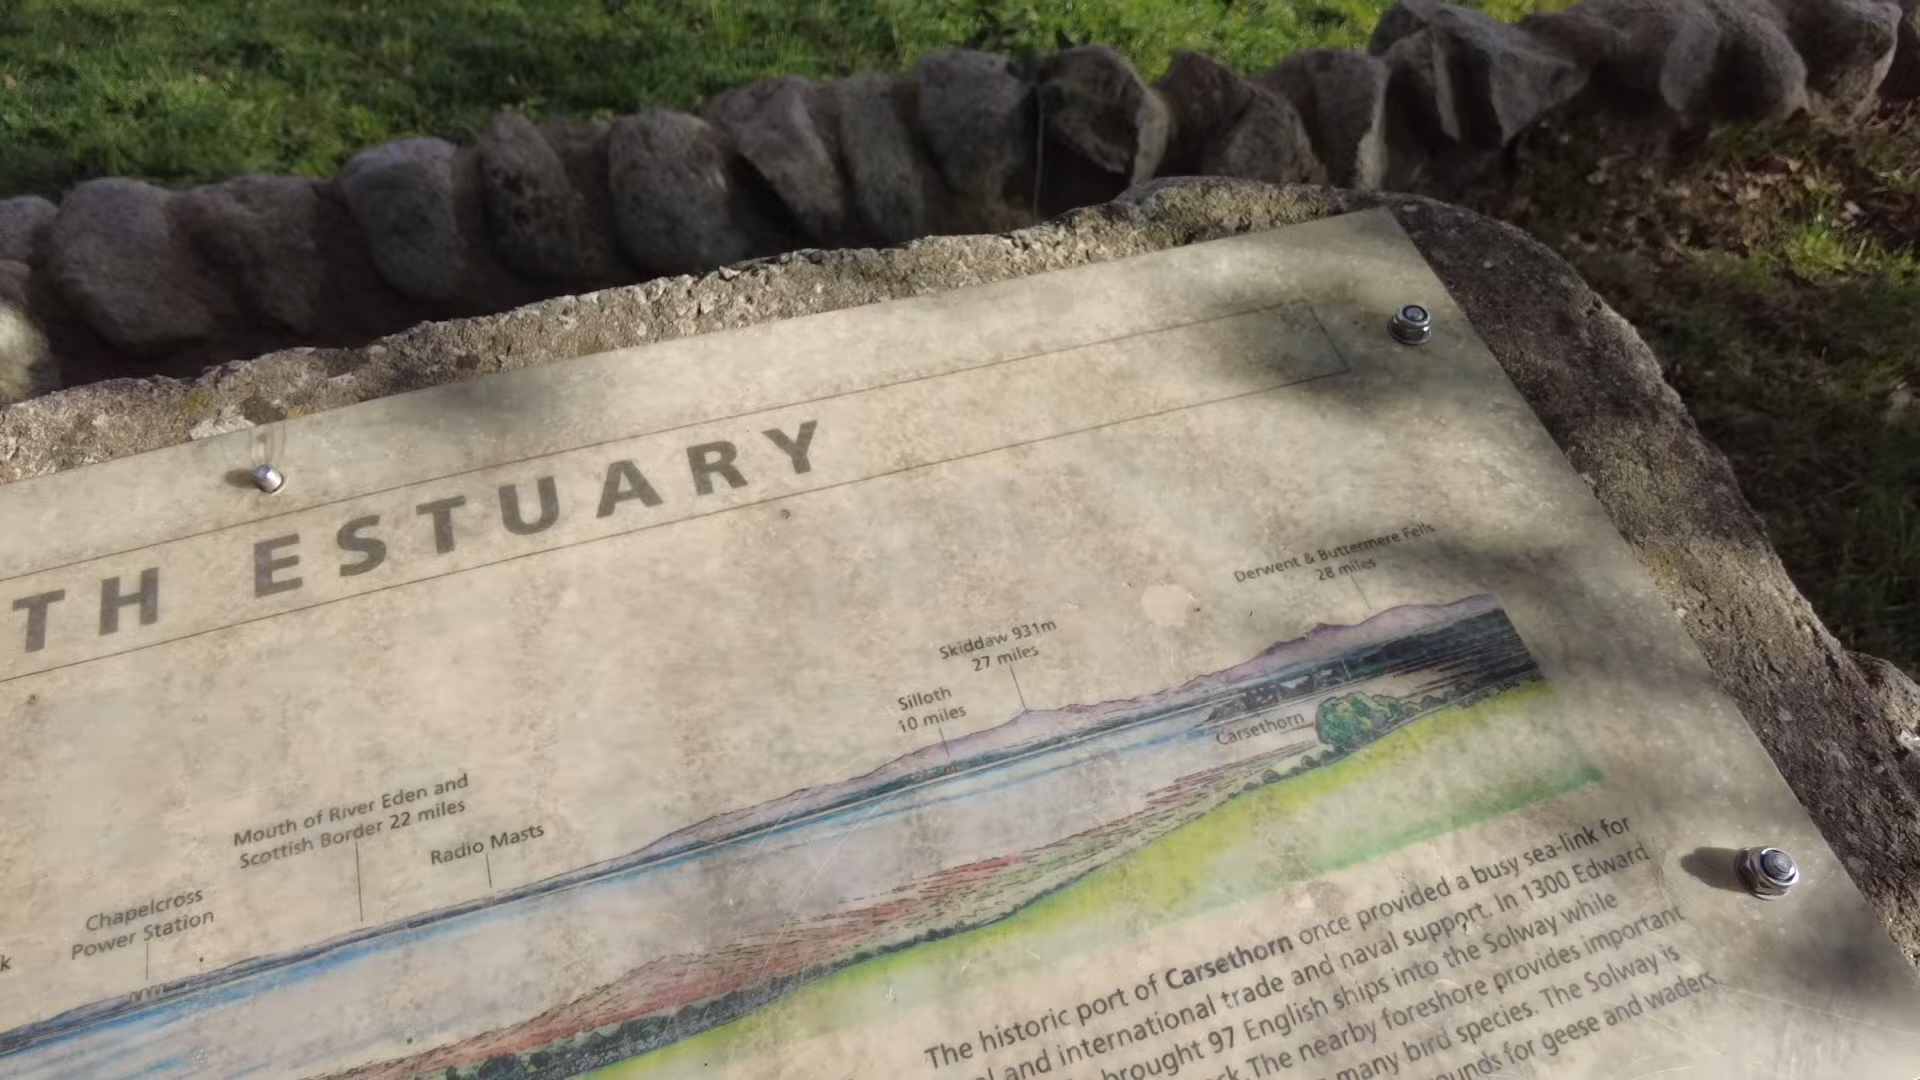 TH ESTUARY
Derwent & Buttermere Fells
28 miles
Skiddaw 931m
27 miles
Silloth
10 miles
Carsethorn
Mouth of River Eden and
Scottish Border 22 miles
Radio Masts
Chapelcross
Power Station
k
The historic port of Carsethorn once provided a busy sea-link for
and international trade and naval support. In 1300 Edward
brought 97 English ships into the Solway while
The nearby foreshore provides important
many bird species. The Solway is
for geese and waders